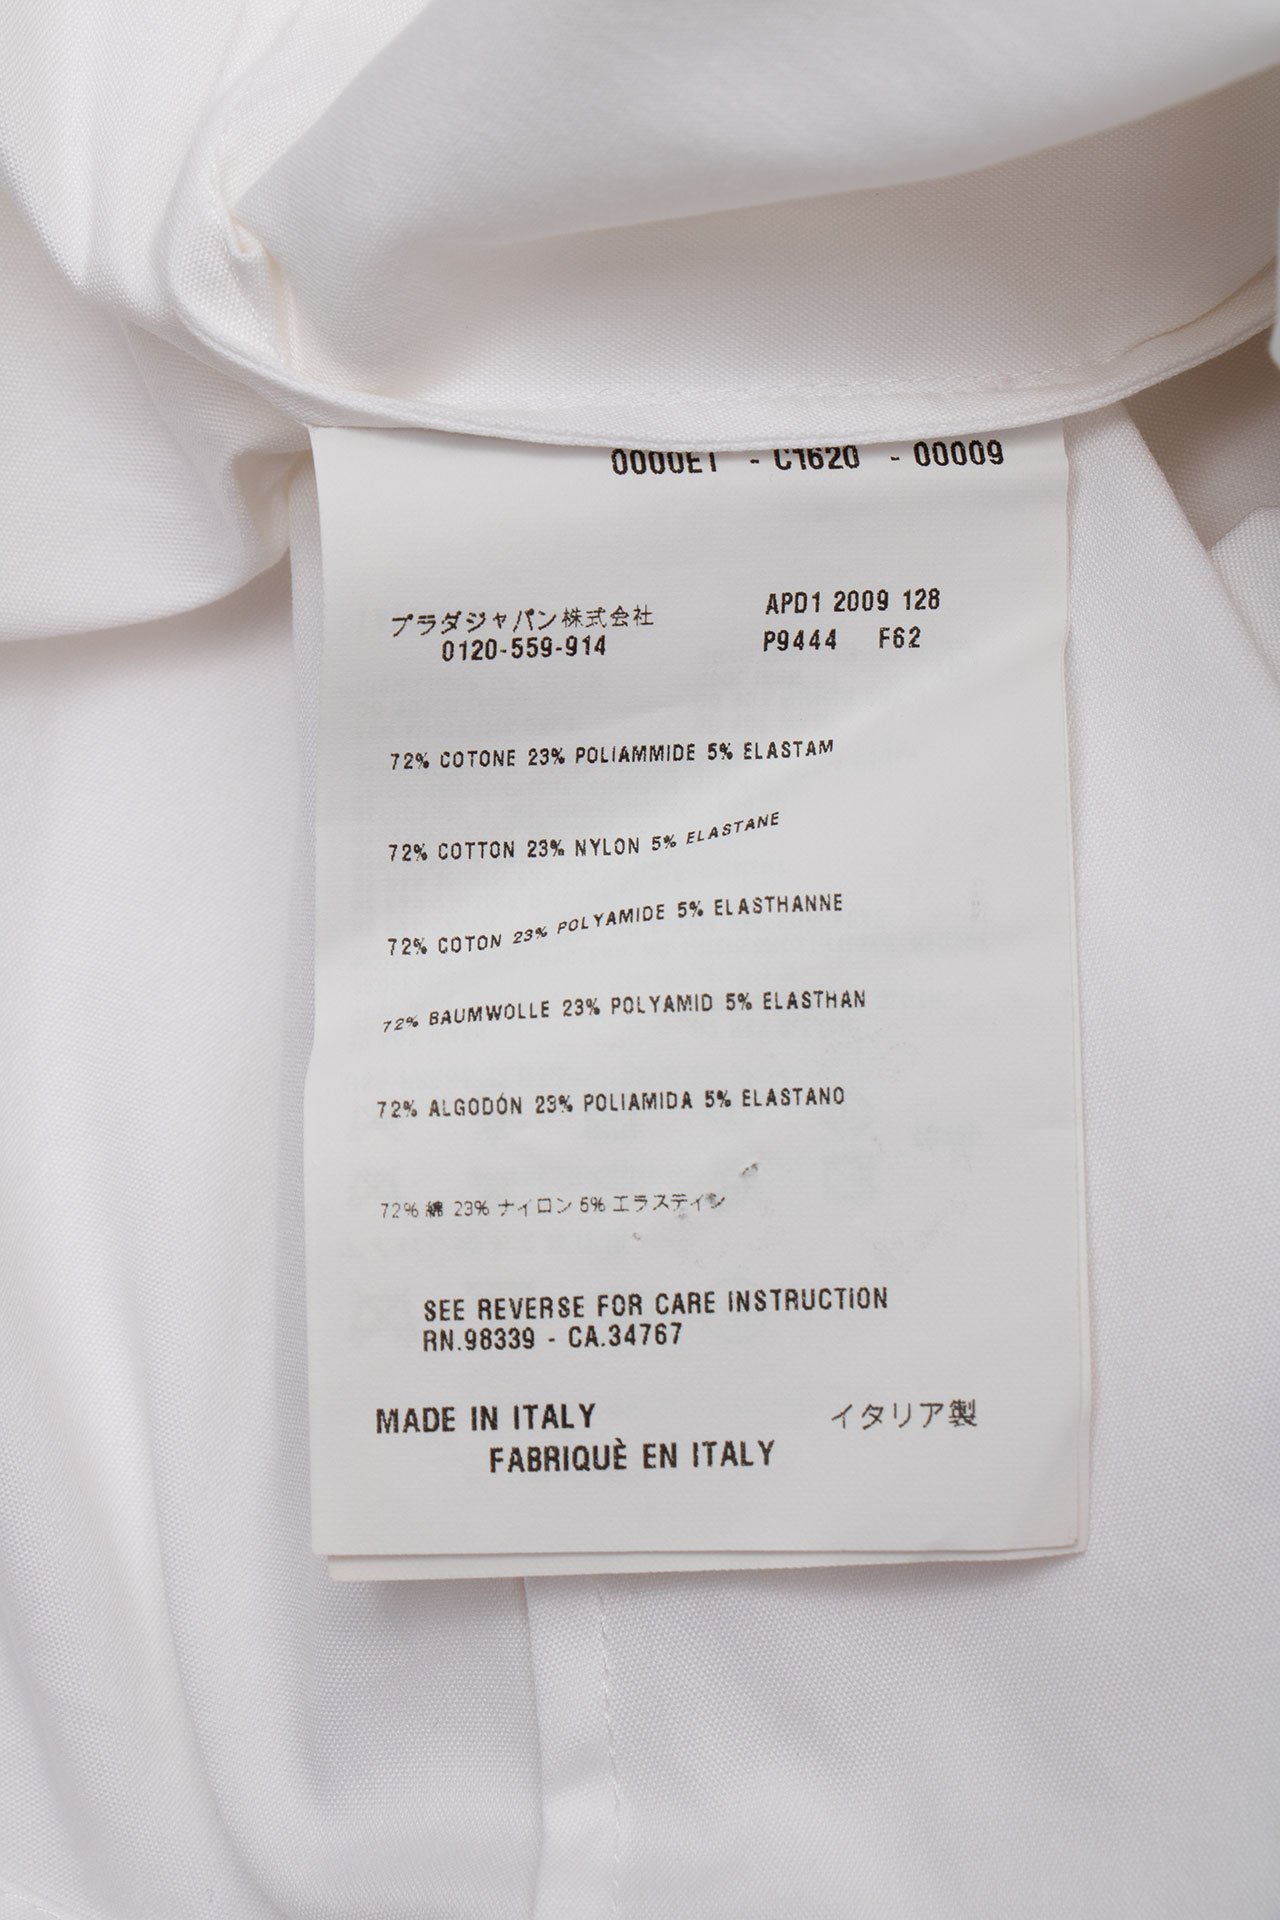 0000ET - C1620 - 00009
プラダジャパン株式会社
0120-559-914
APD1 2009 128
P9444 F62
72% COTONE 23% POLIAMMIDE 5% ELASTAM
72% COTTON 23% NYLON 5% ELASTANE
72% COTON 23% POLYAMIDE 5% ELASTHANNE
72% BAUMWOLLE 23% POLYAMID 5% ELASTHAN
72% ALGODÓN 23% POLIAMIDA 5% ELASTANO
72% 綿 23% ナイロン 5% エラスティン
SEE REVERSE FOR CARE INSTRUCTION
RN.98339 - CA.34767
MADE IN ITALY
イタリア製
FABRIQUÈ EN ITALY